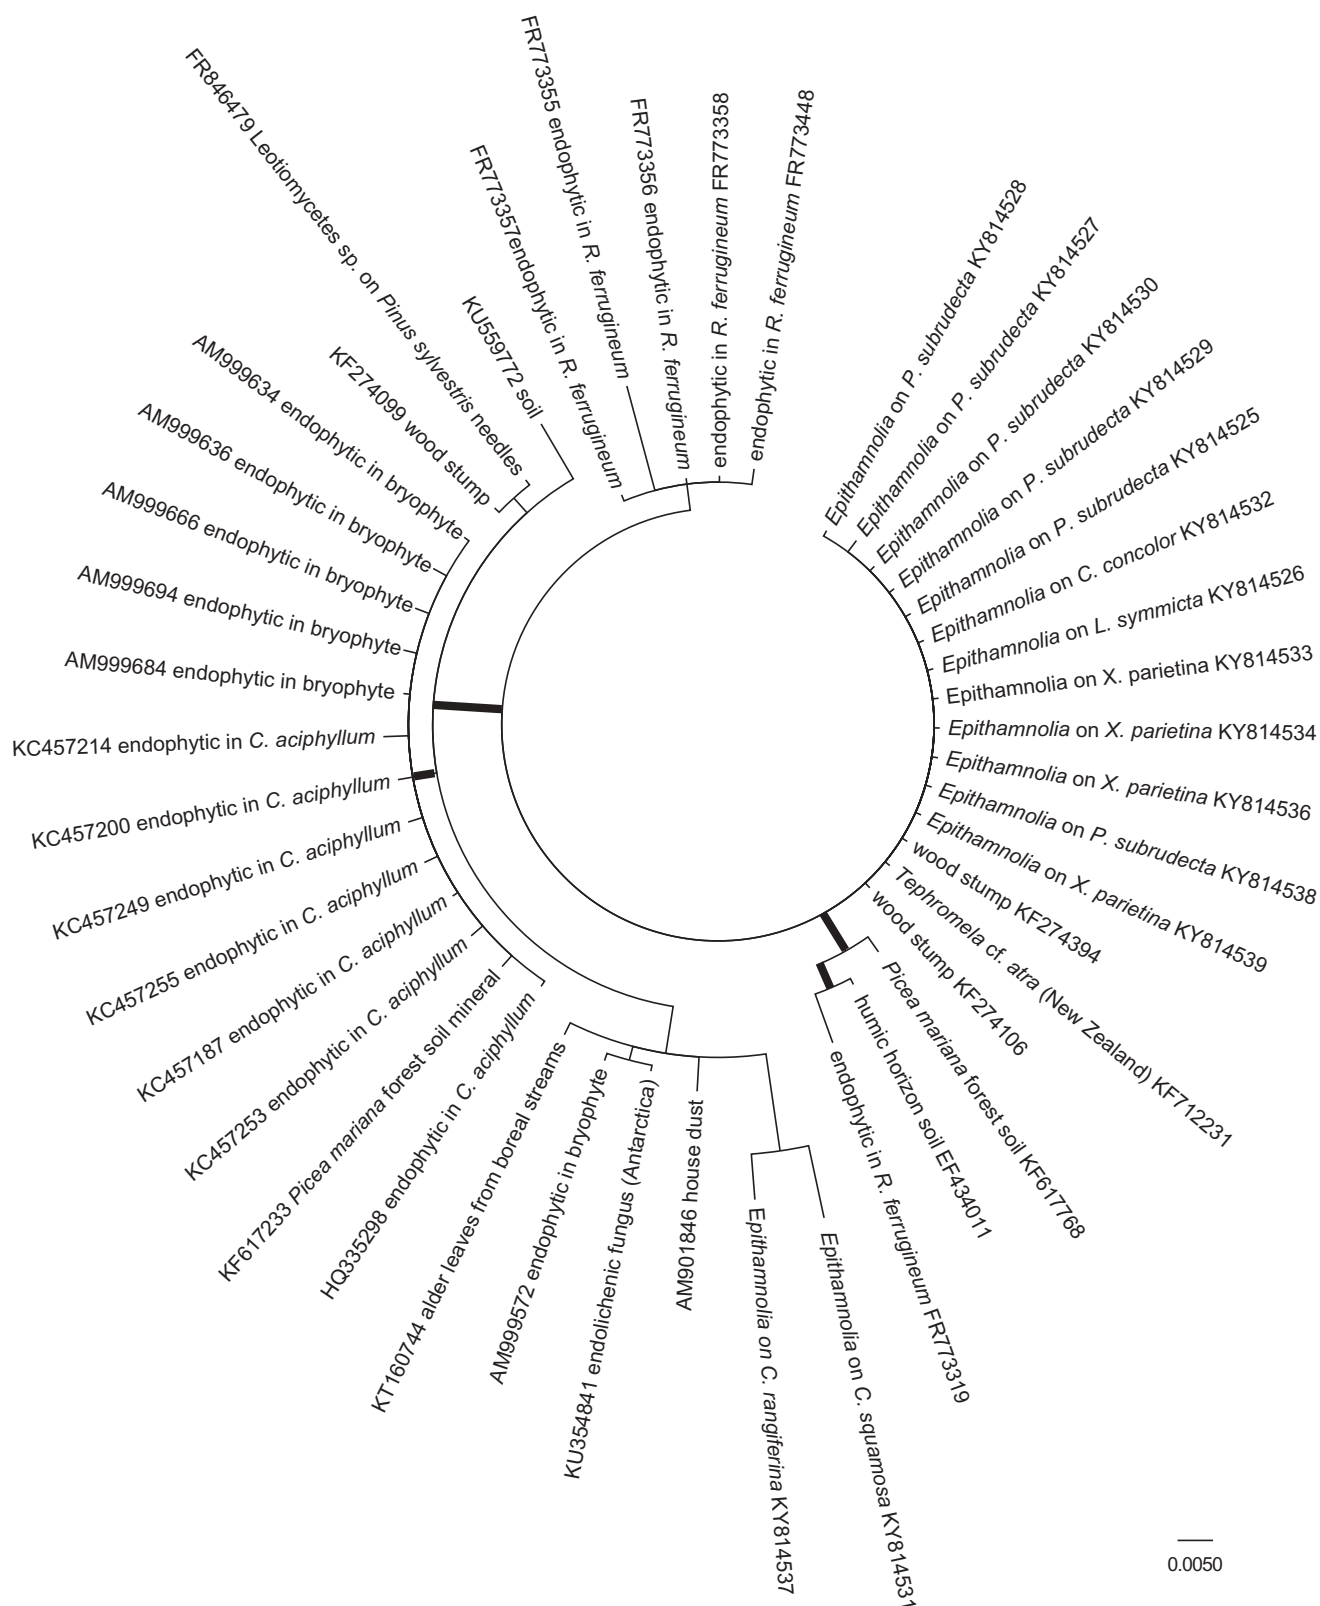 FR846479 Leotiomycetes sp. on Pinus sylvestris needles
FR773355 endophytic in R. ferrugineum
FR773356 endophytic in R. ferrugineum
endophytic in R. ferrugineum FR773358
endophytic in R. ferrugineum FR773448
Epithamnolia on P. subrudecta KY814528
Epithamnolia on P. subrudecta KY814527
Epithamnolia on P. subrudecta KY814530
Epithamnolia on P. subrudecta KY814529
Epithamnolia on P. subrudecta KY814525
Epithamnolia on C. concolor KY814532
Epithamnolia on L. symmicta KY814526
Epithamnolia on X. parietina KY814533
Epithamnolia on X. parietina KY814534
Epithamnolia on X. parietina KY814536
Epithamnolia on P. subrudecta KY814538
Epithamnolia on X. parietina KY814539
wood stump KF274394
Tephromela cf. atra (New Zealand) KF712231
wood stump KF274106
Picea mariana forest soil KF617768
humic horizon soil EF434011
endophytic in R. ferrugineum FR773319
Epithamnolia on C. squamosa KY814531
Epithamnolia on C. rangiferina KY814537
AM901846 house dust
KU354841 endolichenic fungus (Antarctica)
AM999572 endophytic in bryophyte
KT160744 alder leaves from boreal streams
HQ335298 endophytic in C. aciphyllum
KF617233 Picea mariana forest soil mineral
KC457253 endophytic in C. aciphyllum
KC457187 endophytic in C. aciphyllum
KC457255 endophytic in C. aciphyllum
KC457249 endophytic in C. aciphyllum
KC457200 endophytic in C. aciphyllum
KC457214 endophytic in C. aciphyllum
AM999684 endophytic in bryophyte
AM999694 endophytic in bryophyte
AM999666 endophytic in bryophyte
AM999636 endophytic in bryophyte
AM999634 endophytic in bryophyte
KF274099 wood stump
KU559772 soil
FR773357endophytic in R. ferrugineum
0.0050